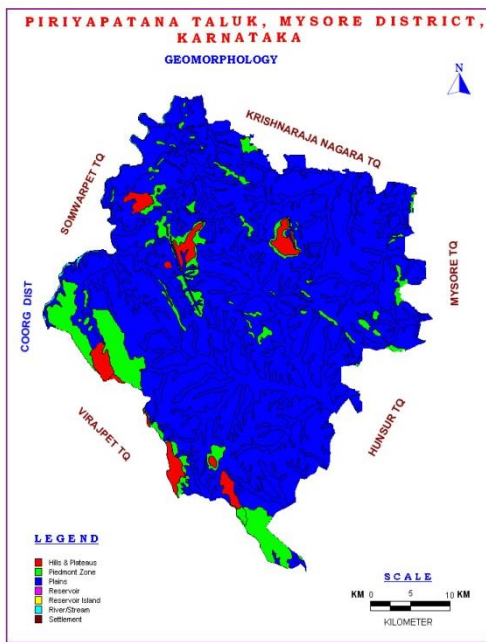 PIRIYAPATANA TALUK, MYSORE DISTRICT,
KARNATAKA
GEOMORPHOLOGY
N
KRISHNARAJA NAGARA TQ
SOMWARPET TQ
MYSORE TQ
COORG DIST
VIRAJPET TQ
HUNSUR TQ
LEGEND
Hills & Plateaus
Piedmont Zone
Plains
Reservoir
Reservoir Island
River/Stream
Settlement
SCALE
KM 0 5 10 KM
KILOMETER